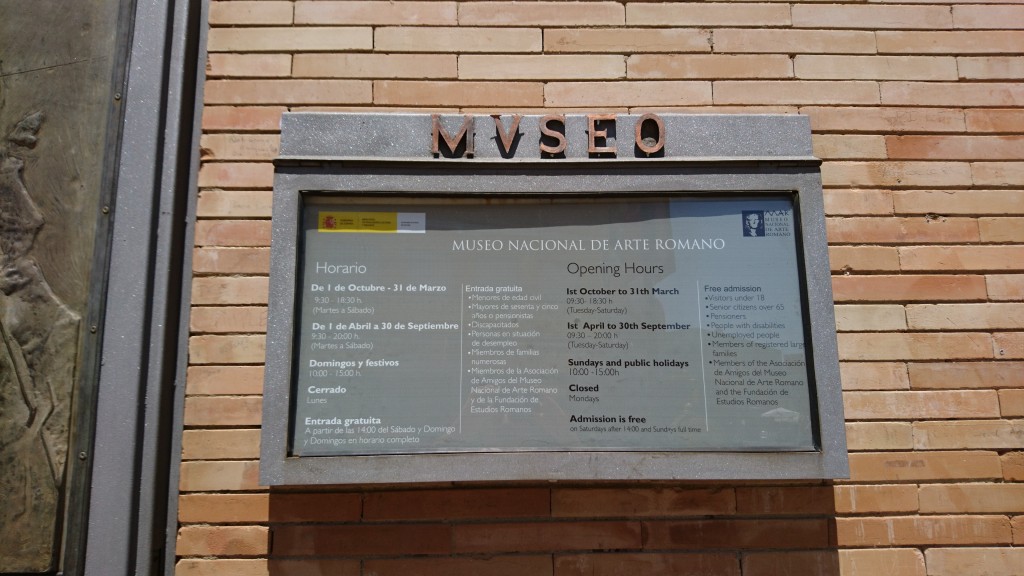 MVSEO
MUSEO
NACIONAL
DE ARTE
ROMANO
MUSEO NACIONAL DE ARTE ROMANO
Horario
De 1 de Octubre - 31 de Marzo
9:30 - 18:30 h.
(Martes a Sábado)
De 1 de Abril a 30 de Septiembre
9:30 - 20:00 h.
(Martes a Sábado)
Domingos y festivos
10:00 - 15:00 h.
Cerrado
Lunes
Entrada gratuita
A partir de las 14:00 del Sábado y Domingo
y Domingos en horario completo
Entrada gratuita
•Menores de edad civil
•Mayores de sesenta y cinco
años o pensionistas
•Discapacitados
•Personas en situación
de desempleo
•Miembros de familias
numerosas
•Miembros de la Asociación
de Amigos del Museo
Nacional de Arte Romano
y de la Fundación de
Estudios Romanos
Opening Hours
1st October to 31th March
09:30- 18:30 h
(Tuesday-Saturday)
1st April to 30th September
09:30 - 20:00 h
(Tuesday-Saturday)
Sundays and public holidays
10:00 -15:00h
Closed
Mondays
Admission is free
on Saturdays after 14:00 and Sundays full time
Free admission
•Visitors under 18
•Senior citizens over 65
•Pensioners
•People with disabilities
•Unemployed people
•Members of registered large
families
•Members of the Asociación
de Amigos del Museo
Nacional de Arte Romano
and the Fundación de
Estudios Romanos